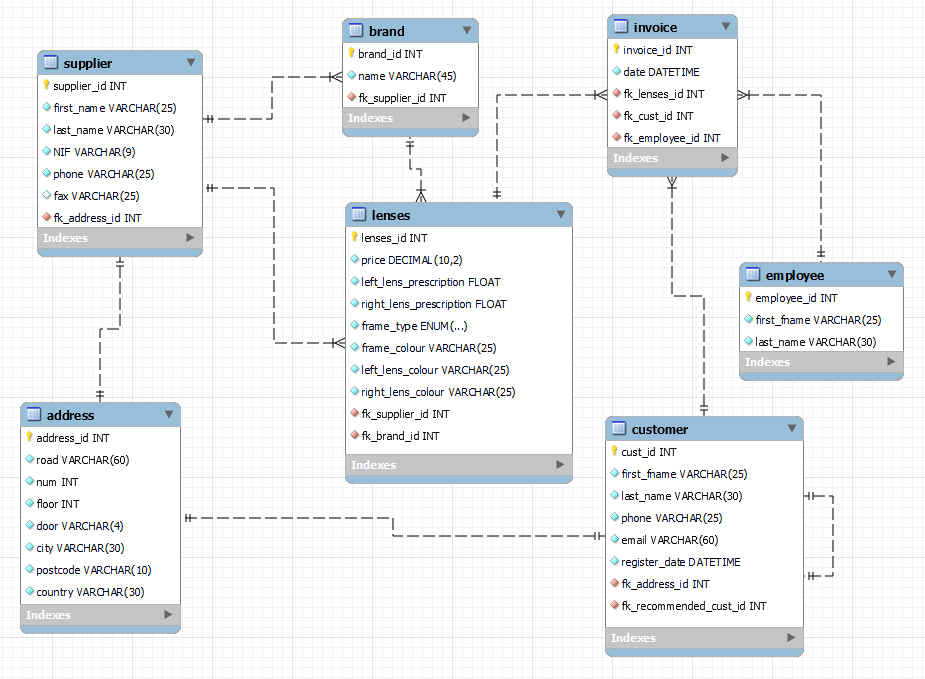 supplier
supplier_id INT
first_name VARCHAR(25)
last_name VARCHAR(30)
NIF VARCHAR(9)
phone VARCHAR(25)
fax VARCHAR(25)
fk_address_id INT
Indexes
brand
brand_id INT
name VARCHAR(45)
fk_supplier_id INT
Indexes
invoice
invoice_id INT
date DATETIME
fk_lenses_id INT
fk_cust_id INT
fk_employee_id INT
Indexes
lenses
lenses_id INT
price DECIMAL(10,2)
left_lens_prescription FLOAT
right_lens_prescription FLOAT
frame_type ENUM(...)
frame_colour VARCHAR(25)
left_lens_colour VARCHAR(25)
right_lens_colour VARCHAR(25)
fk_supplier_id INT
fk_brand_id INT
Indexes
employee
employee_id INT
first_fname VARCHAR(25)
last_name VARCHAR(30)
Indexes
address
address_id INT
road VARCHAR(60)
num INT
floor INT
door VARCHAR(4)
city VARCHAR(30)
postcode VARCHAR(10)
country VARCHAR(30)
Indexes
customer
cust_id INT
first_fname VARCHAR(25)
last_name VARCHAR(30)
phone VARCHAR(25)
email VARCHAR(60)
register_date DATETIME
fk_address_id INT
fk_recommended_cust_id INT
Indexes